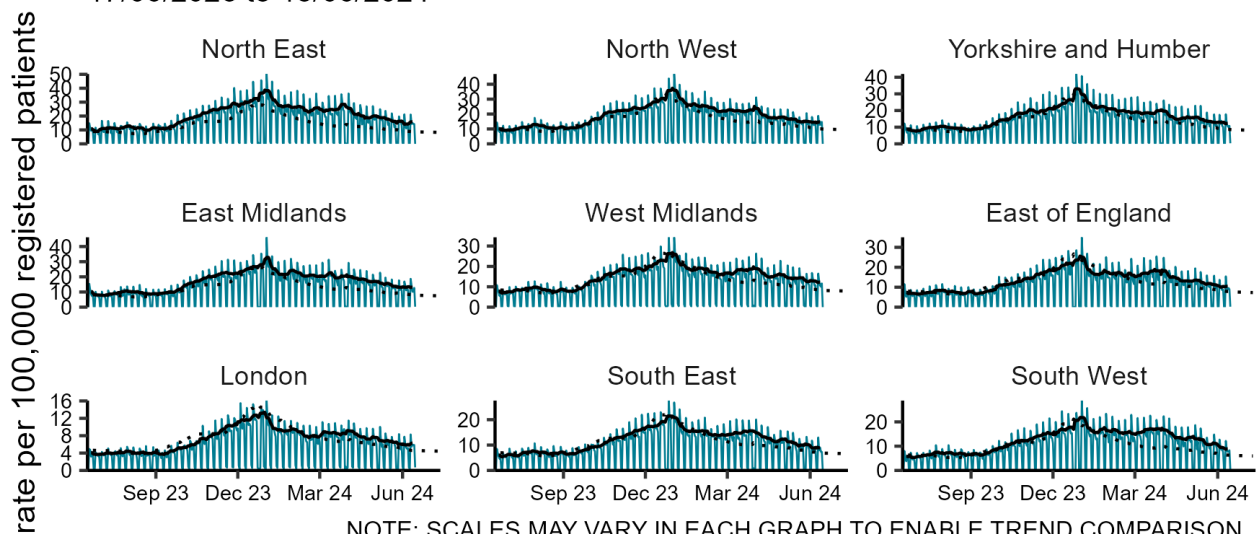 rate per 100,000 registered patients
North East
North West
Yorkshire and Humber
50
40
30
20
10
0
40
30
20
10
0
40
30
20
10
0
East Midlands
West Midlands
East of England
40
30
20
10
0
30
20
10
0
30
20
10
0
London
South East
South West
16
12
8
4
0
20
10
0
20
10
0
Sep 23 Dec 23 Mar 24 Jun 24
Sep 23 Dec 23 Mar 24 Jun 24
Sep 23 Dec 23 Mar 24 Jun 24
NOTE: SCALES MAY VARY IN EACH GRAPH TO ENABLE TREND COMPARISON